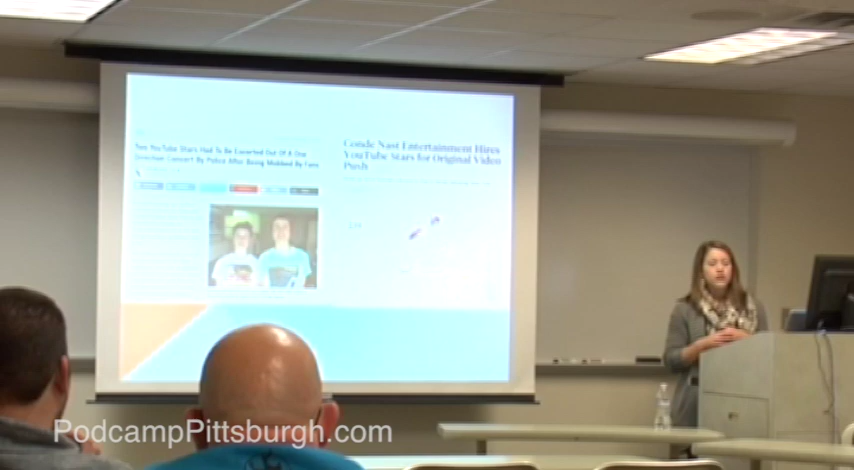 Two YouTube Stars Had To Be Escorted Out Of A One
Direction Concert By Police After Being Mobbed By Fans
Conde Nast Entertainment Hires
YouTube Stars for Original Video
Push
PodcampPittsburgh.com